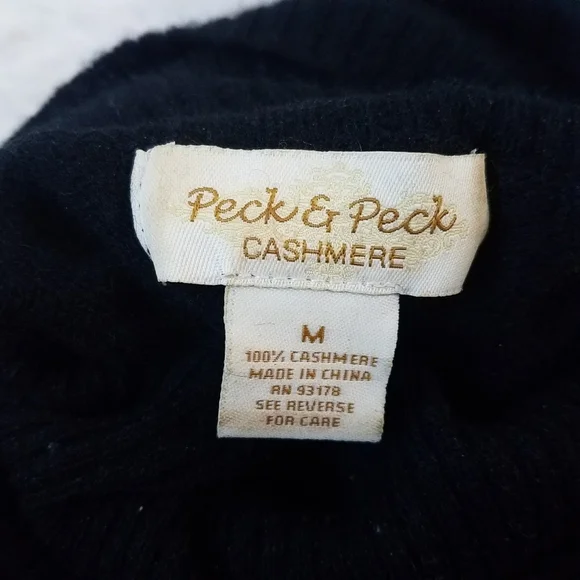 Peck & Peck
CASHMERE
M
100% CASHMERE
MADE IN CHINA
RN 93178
SEE REVERSE
FOR CARE